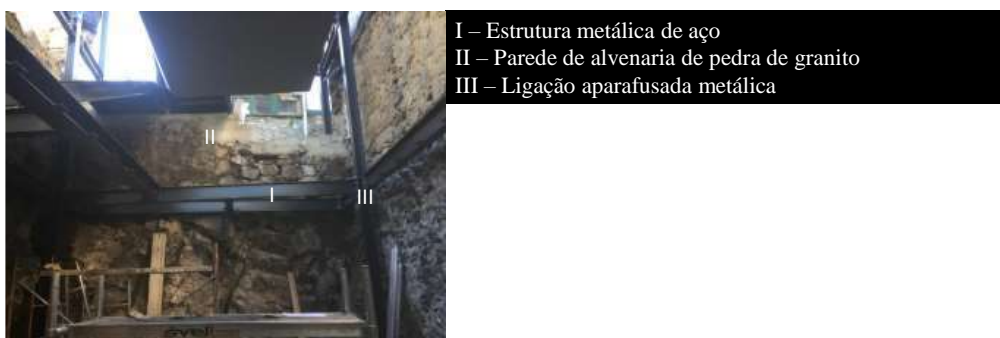 I – Estrutura metálica de aço
II – Parede de alvenaria de pedra de granito
III – Ligação aparafusada metálica
II
I
III